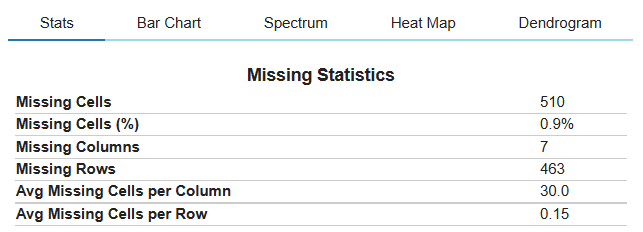 Stats Bar Chart Spectrum Heat Map Dendrogram
Missing Statistics
Missing Cells 510
Missing Cells (%) 0.9%
Missing Columns 7
Missing Rows 463
Avg Missing Cells per Column 30.0
Avg Missing Cells per Row 0.15